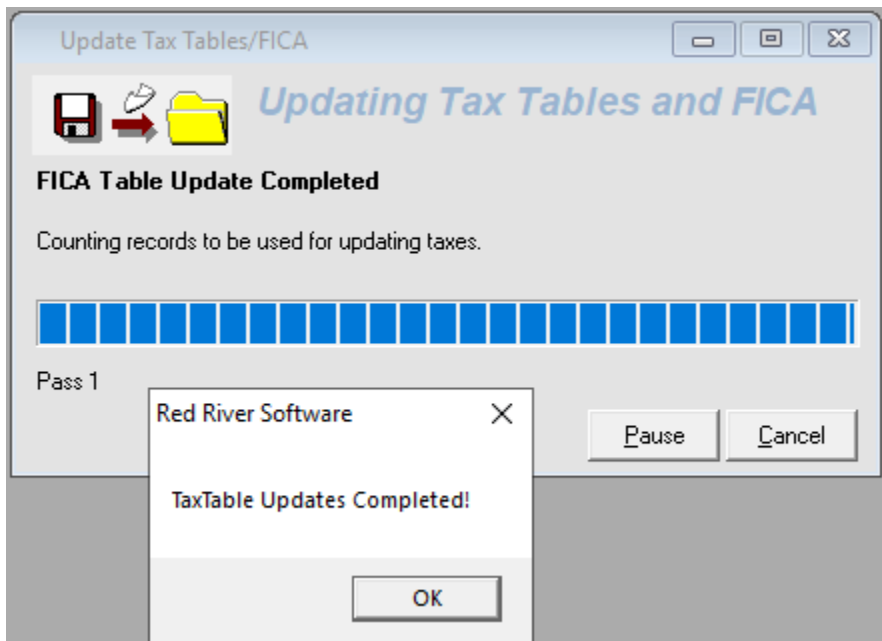 Update Tax Tables/FICA
Updating Tax Tables and FICA
FICA Table Update Completed
Counting records to be used for updating taxes.
Pass 1
Pause
Cancel
Red River Software
TaxTable Updates Completed!
OK